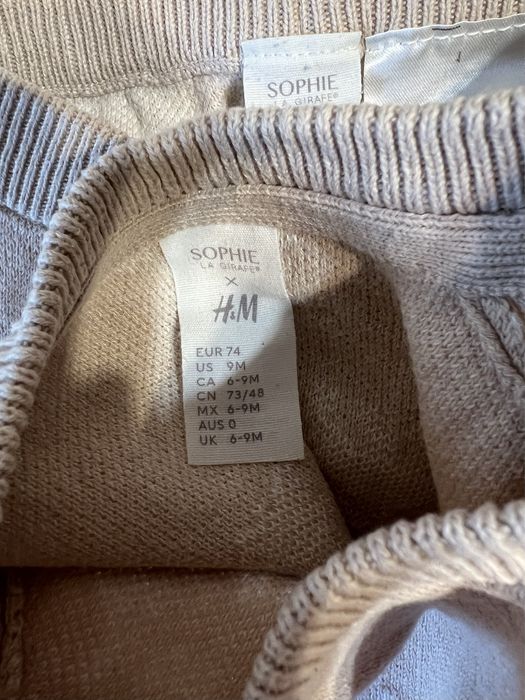 SOPHIE
LA GIRAFE®
SOPHIE
LA GIRAFE®
×
H&M
EUR 74
US 9M
CA 6-9M
CN 73/48
MX 6-9M
AUS 0
UK 6-9M